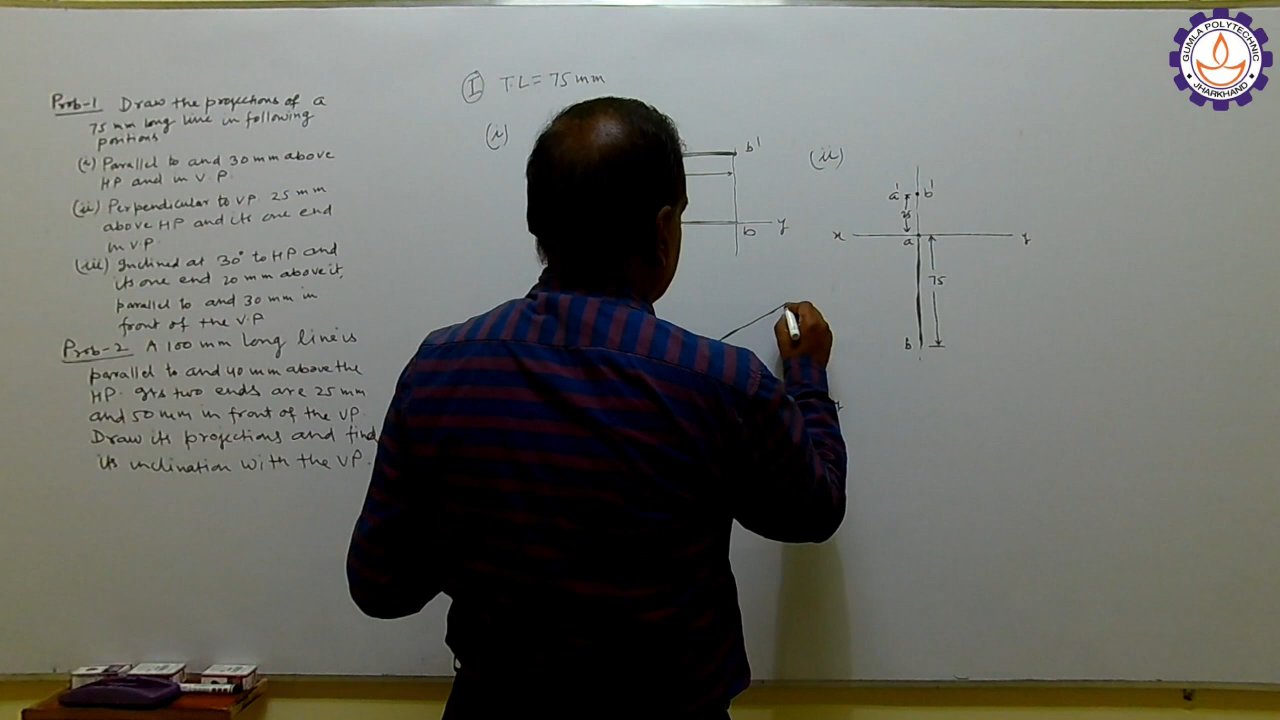 Prob-1 Draw the projections of a
75 mm long line in following
positions
(i) Parallel to and 30 mm above
HP and in V.P.
(ii) Perpendicular to VP 25 mm
above HP and its one end
in V.P.
(iii) Inclined at 30° to HP and
its one end 20 mm above it,
parallel to and 30 mm in
front of the V.P
Prob-2 A 100 mm long line is
parallel to and 40 mm above the
HP. Its two ends are 25 mm
and 50 mm in front of the VP.
Draw its projections and find
its inclination with the VP.
I T.L = 75 mm
(i)
b'
b y
(ii)
a' b'
25
x a y
75
b
GUMLA POLYTECHNIC
JHARKHAND